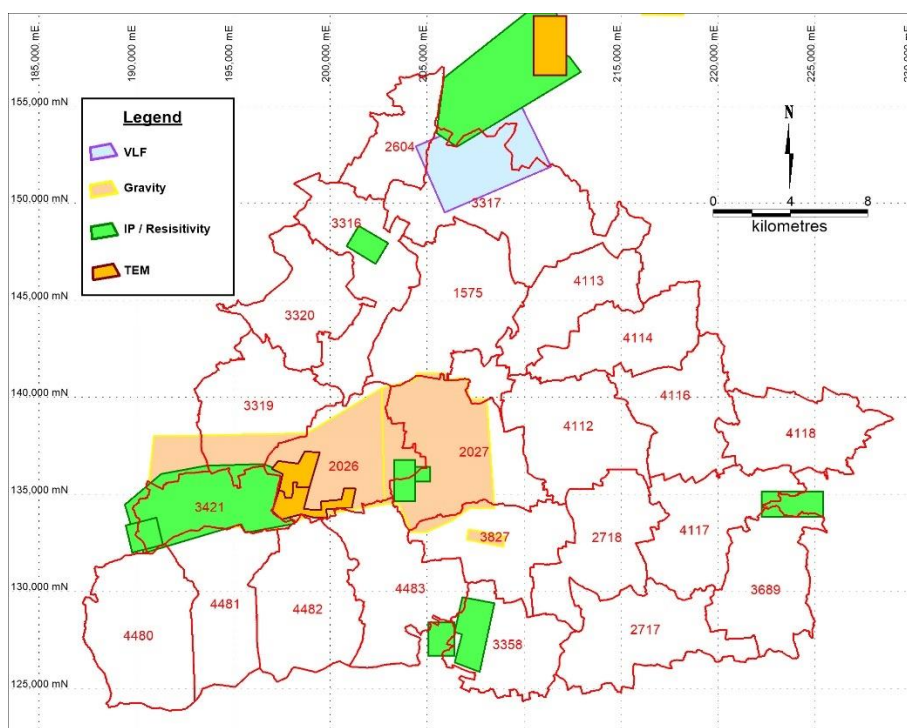 185,000 mE.
190,000 mE.
195,000 mE.
200,000 mE.
205,000 mE.
215,000 mE.
220,000 mE.
225,000 mE.
155,000 mN
150,000 mN
145,000 mN
140,000 mN
135,000 mN
130,000 mN
125,000 mN
Legend
VLF
Gravity
IP / Resisitivity
TEM
N
0 4 8
kilometres
2604
3317
3316
4113
1575
3320
4114
4116
3319
4112
4118
2027
2026
3421
4117
3827
2718
3689
4483
4481
4482
4480
3358
2717